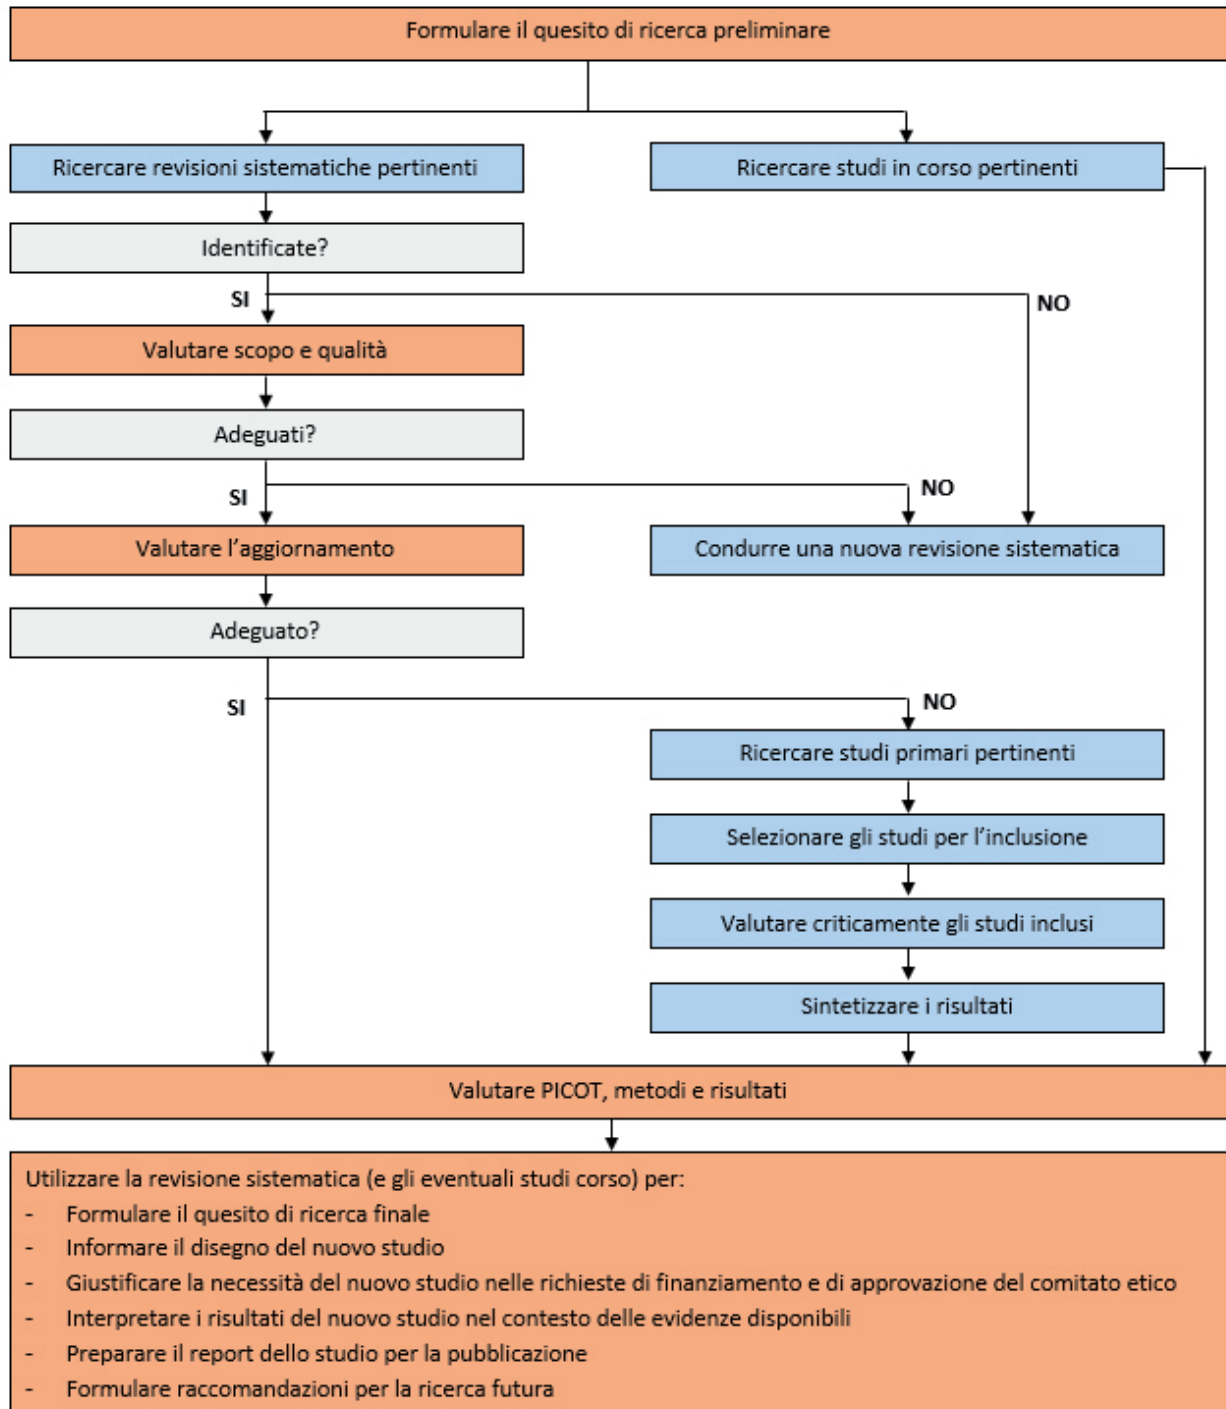 Formulare il quesito di ricerca preliminare
Ricercare revisioni sistematiche pertinenti
Ricercare studi in corso pertinenti
Identificate?
SI
NO
Valutare scopo e qualità
Adeguati?
SI
NO
Valutare l’aggiornamento
Condurre una nuova revisione sistematica
Adeguato?
SI
NO
Ricercare studi primari pertinenti
Selezionare gli studi per l’inclusione
Valutare criticamente gli studi inclusi
Sintetizzare i risultati
Valutare PICOT, metodi e risultati
Utilizzare la revisione sistematica (e gli eventuali studi corso) per:
- Formulare il quesito di ricerca finale
- Informare il disegno del nuovo studio
- Giustificare la necessità del nuovo studio nelle richieste di finanziamento e di approvazione del comitato etico
- Interpretare i risultati del nuovo studio nel contesto delle evidenze disponibili
- Preparare il report dello studio per la pubblicazione
- Formulare raccomandazioni per la ricerca futura